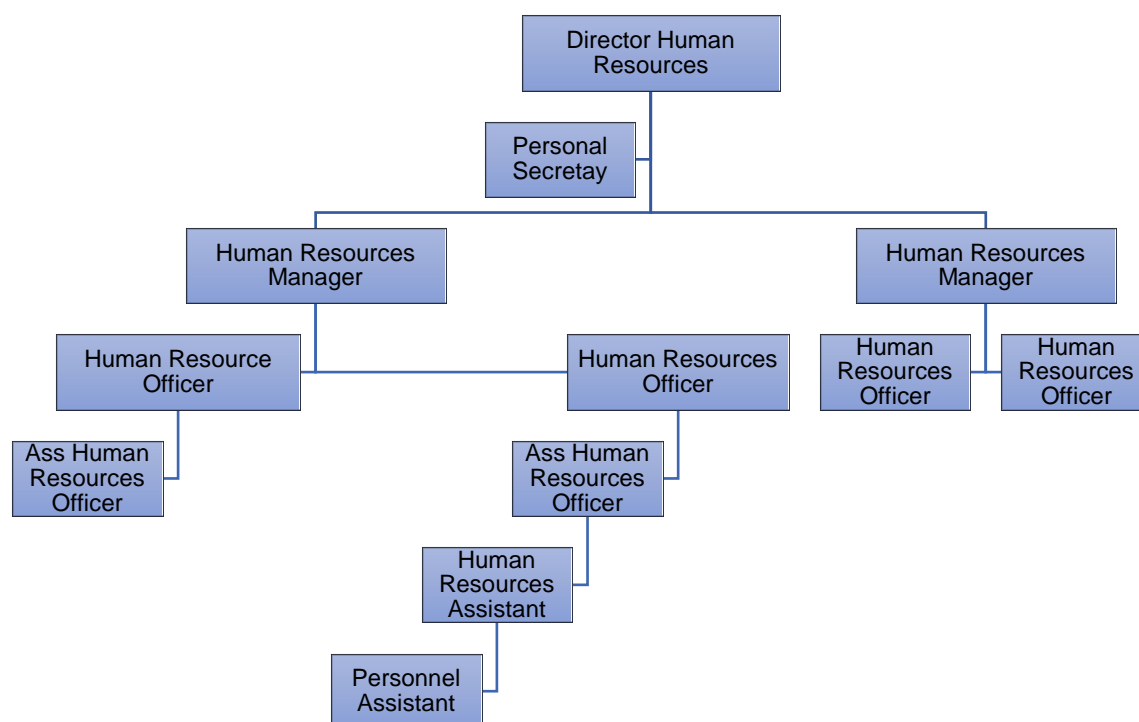 Director Human
Resources
Personal
Secretay
Human Resources
Manager
Human Resources
Manager
Human Resource
Officer
Human Resources
Officer
Human
Resources
Officer
Human
Resources
Officer
Ass Human
Resources
Officer
Ass Human
Resources
Officer
Human
Resources
Assistant
Personnel
Assistant